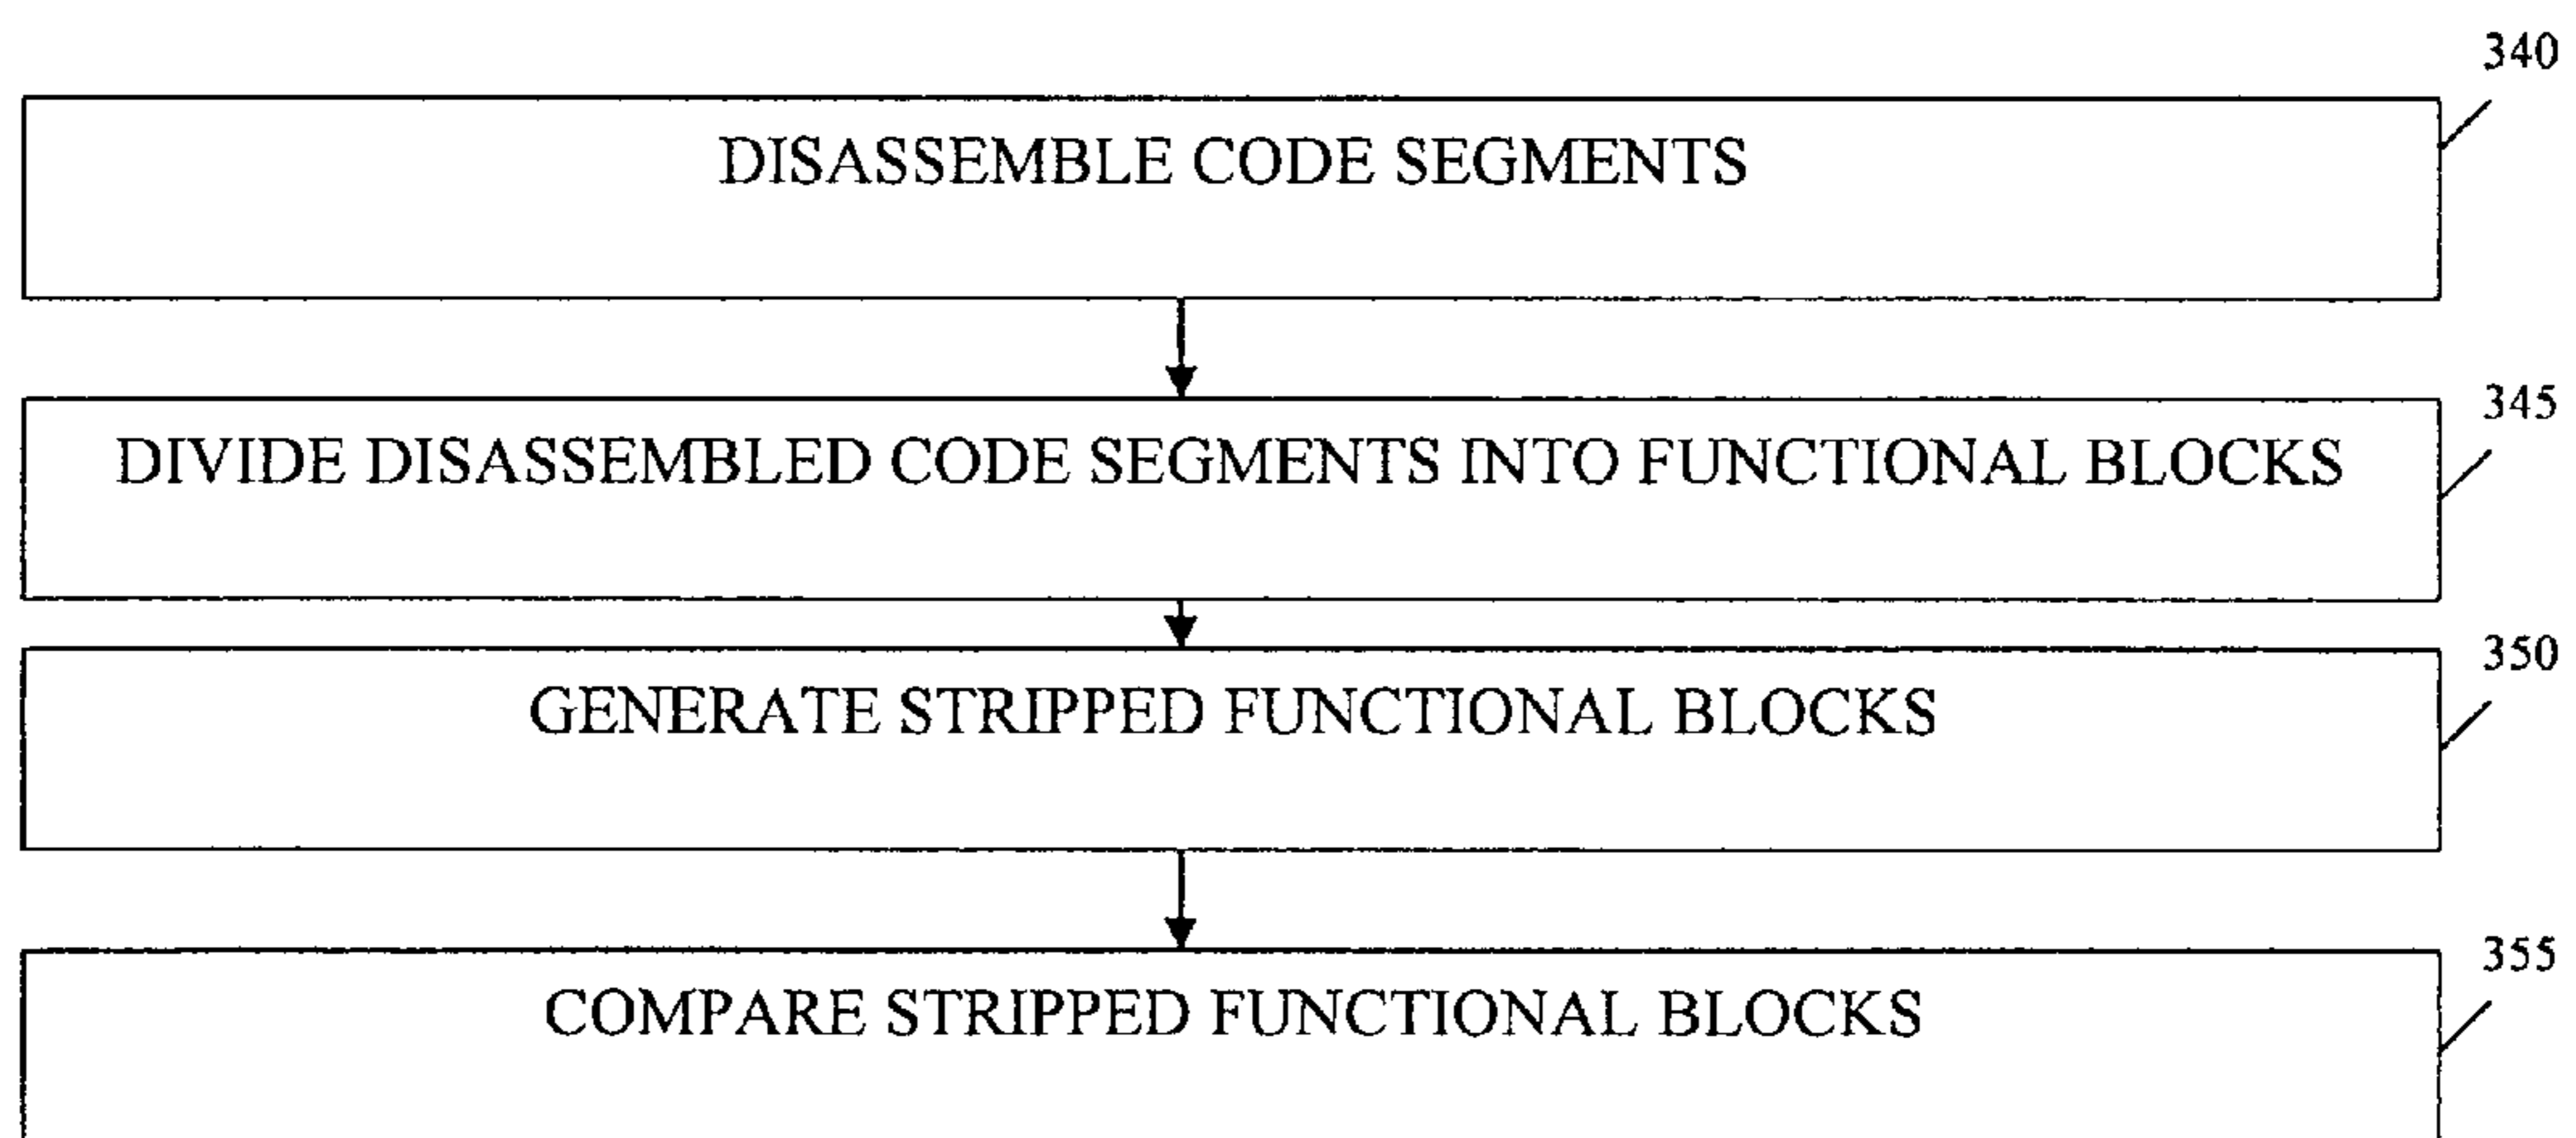 340
DISASSEMBLE CODE SEGMENTS
345
DIVIDE DISASSEMBLED CODE SEGMENTS INTO FUNCTIONAL BLOCKS
350
GENERATE STRIPPED FUNCTIONAL BLOCKS
355
COMPARE STRIPPED FUNCTIONAL BLOCKS